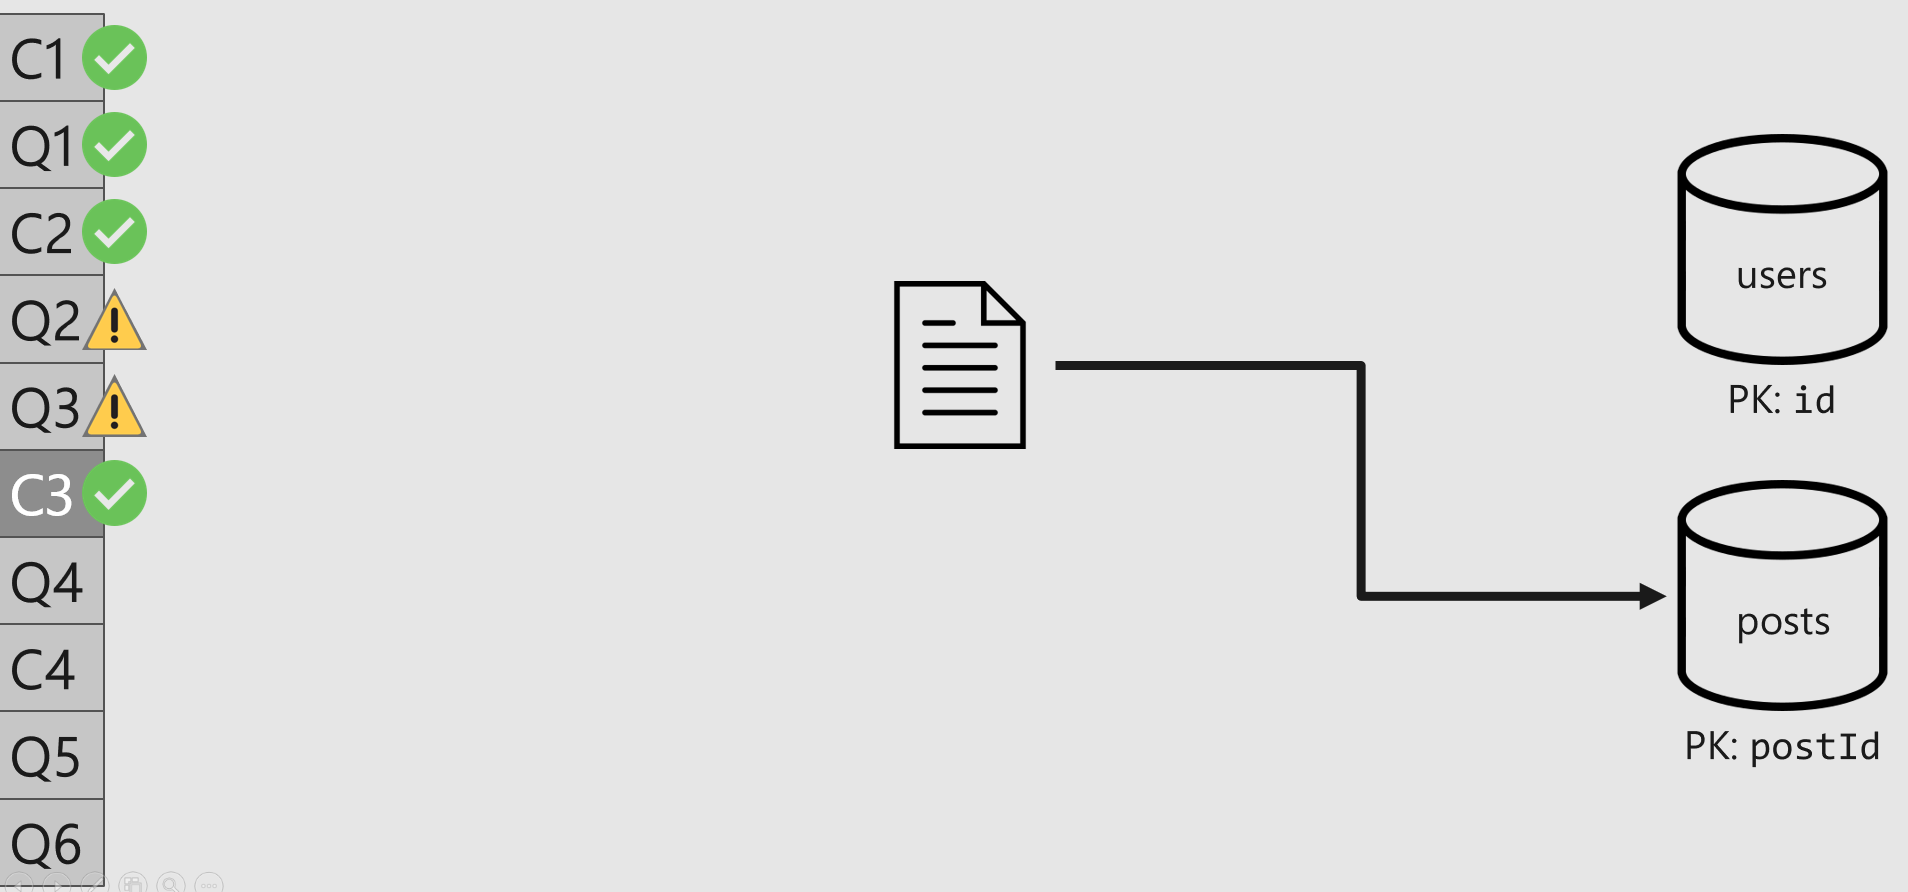 C1
Q1
C2
Q2
Q3
C3
Q4
C4
Q5
Q6
users
PK: id
posts
PK: postId